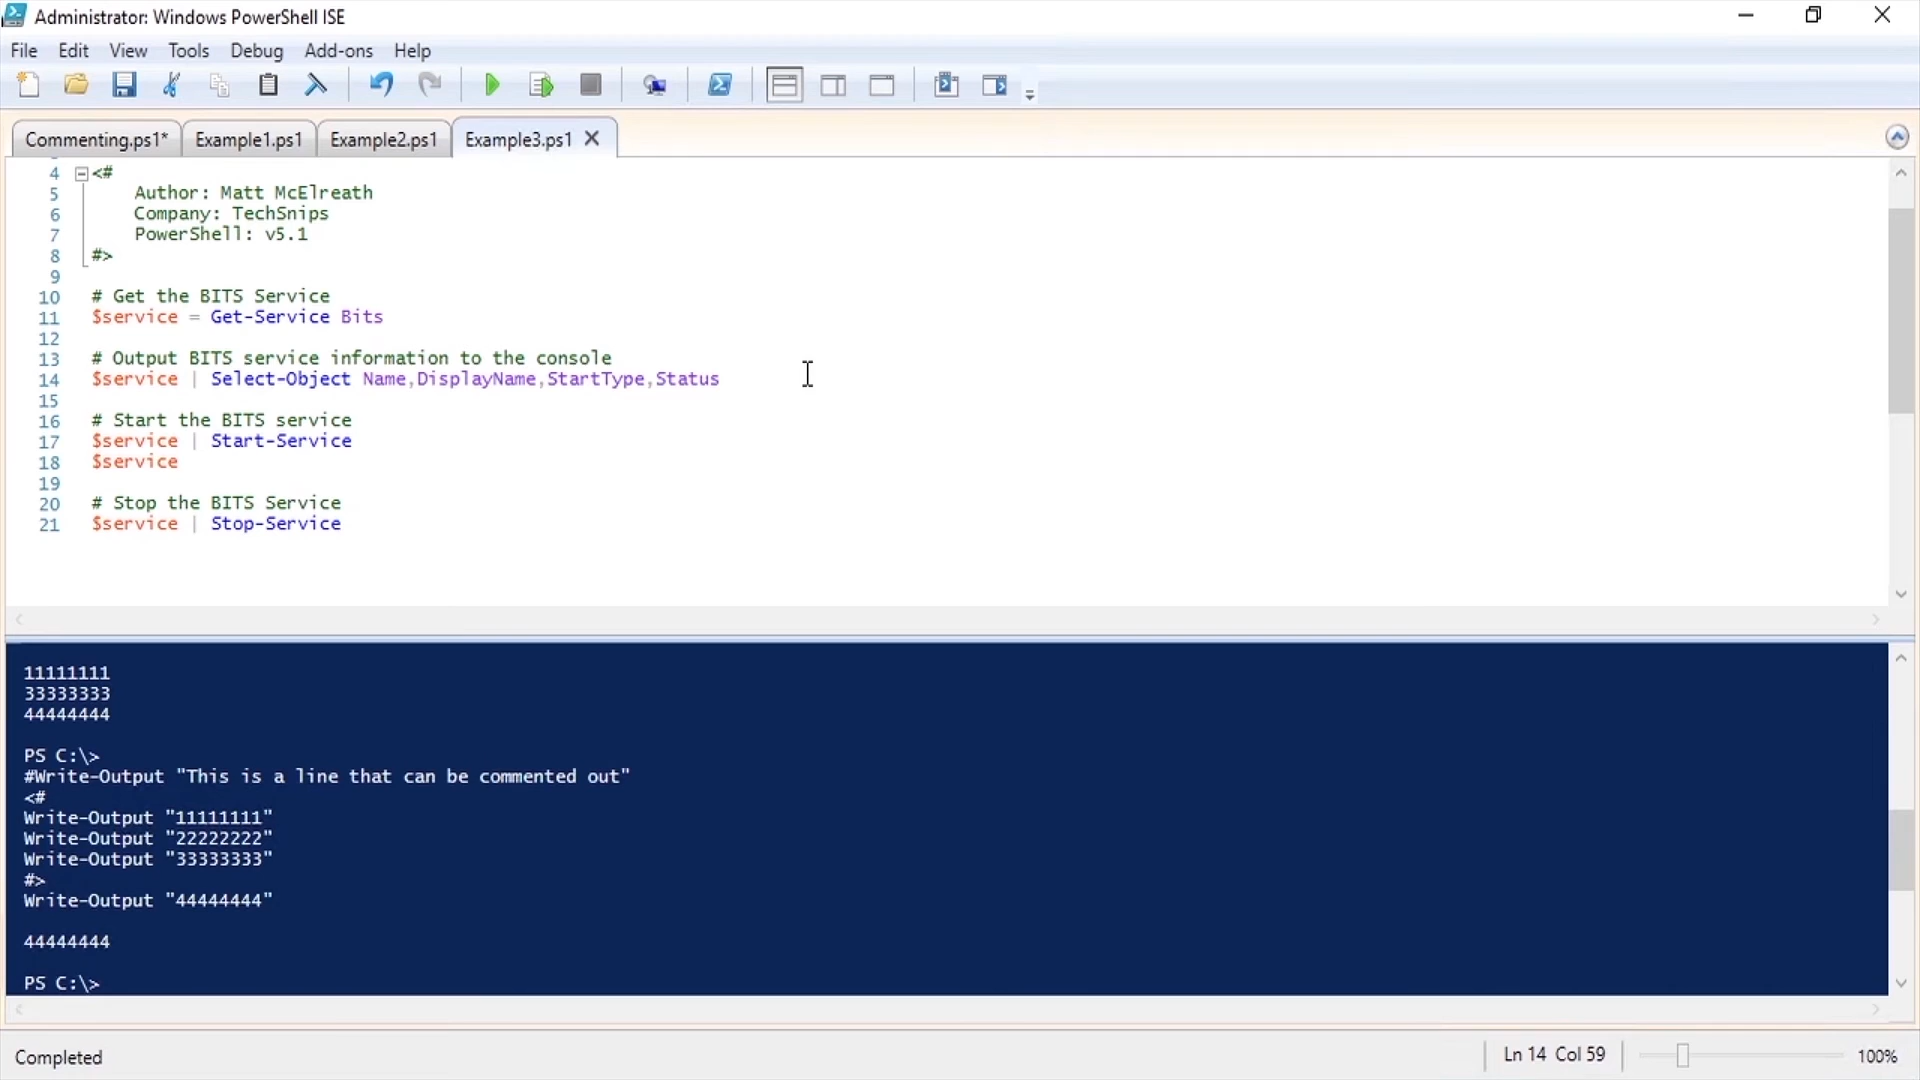 Administrator: Windows PowerShell ISE
File Edit View Tools Debug Add-ons Help
Commenting.ps1* Example1.ps1 Example2.ps1 Example3.ps1
4 <#
5 Author: Matt McElreath
6 Company: TechSnips
7 PowerShell: v5.1
8 #>
9
10 # Get the BITS Service
11 $service = Get-Service Bits
12
13 # Output BITS service information to the console
14 $service | Select-Object Name,DisplayName,StartType,Status
15
16 # Start the BITS service
17 $service | Start-Service
18 $service
19
20 # Stop the BITS Service
21 $service | Stop-Service
11111111
33333333
44444444
PS C:\>
#Write-Output "This is a line that can be commented out"
<#
Write-Output "11111111"
Write-Output "22222222"
Write-Output "33333333"
#>
Write-Output "44444444"
44444444
PS C:\>
Completed Ln 14 Col 59 100%